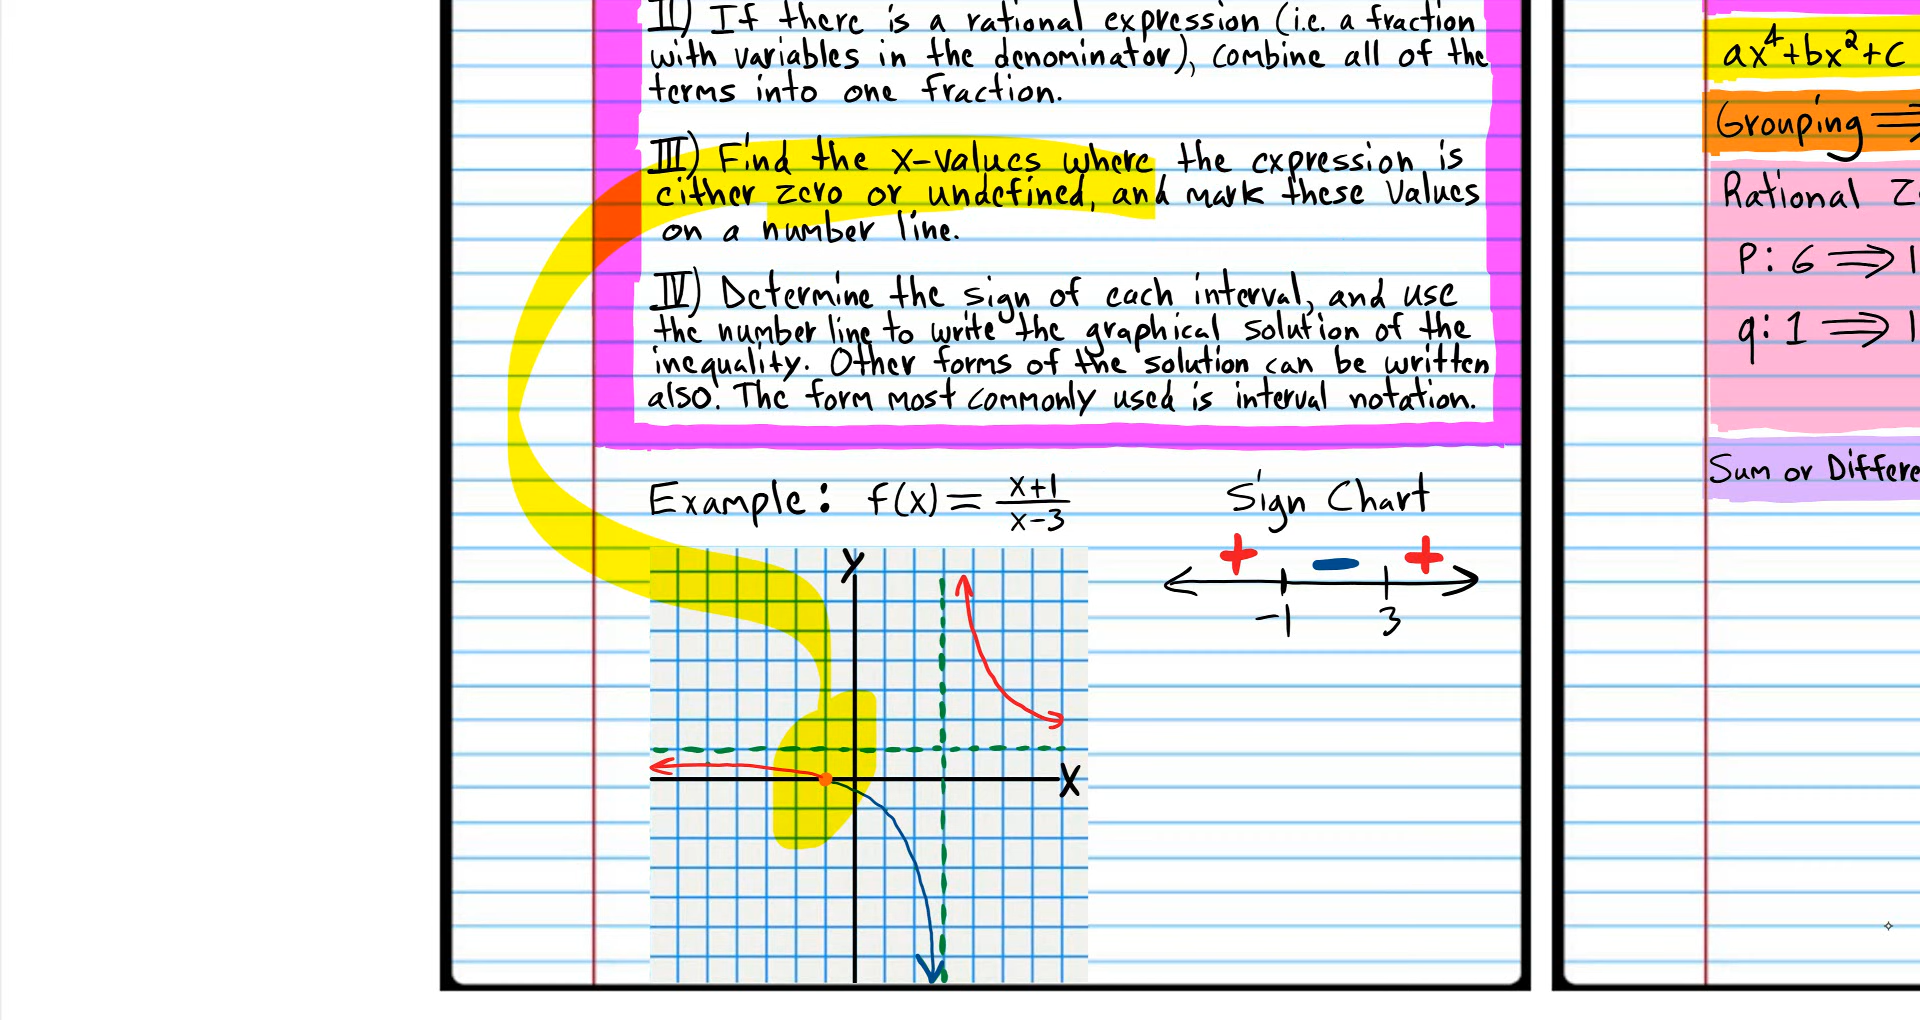 II) If there is a rational expression (i.e. a fraction
with variables in the denominator), combine all of the
terms into one fraction.
III) Find the x-values where the expression is
either zero or undefined, and mark these values
on a number line.
IV) Determine the sign of each interval, and use
the number line to write the graphical solution of the
inequality. Other forms of the solution can be written
also. The form most commonly used is interval notation.
Example: f(x) = (x+1)/(x-3)
Sign Chart
+ − +
-1 3
Y
X
ax⁴+bx²+c
Grouping ⇒
Rational
P: 6 ⇒ 1
q: 1 ⇒ 1
Sum or